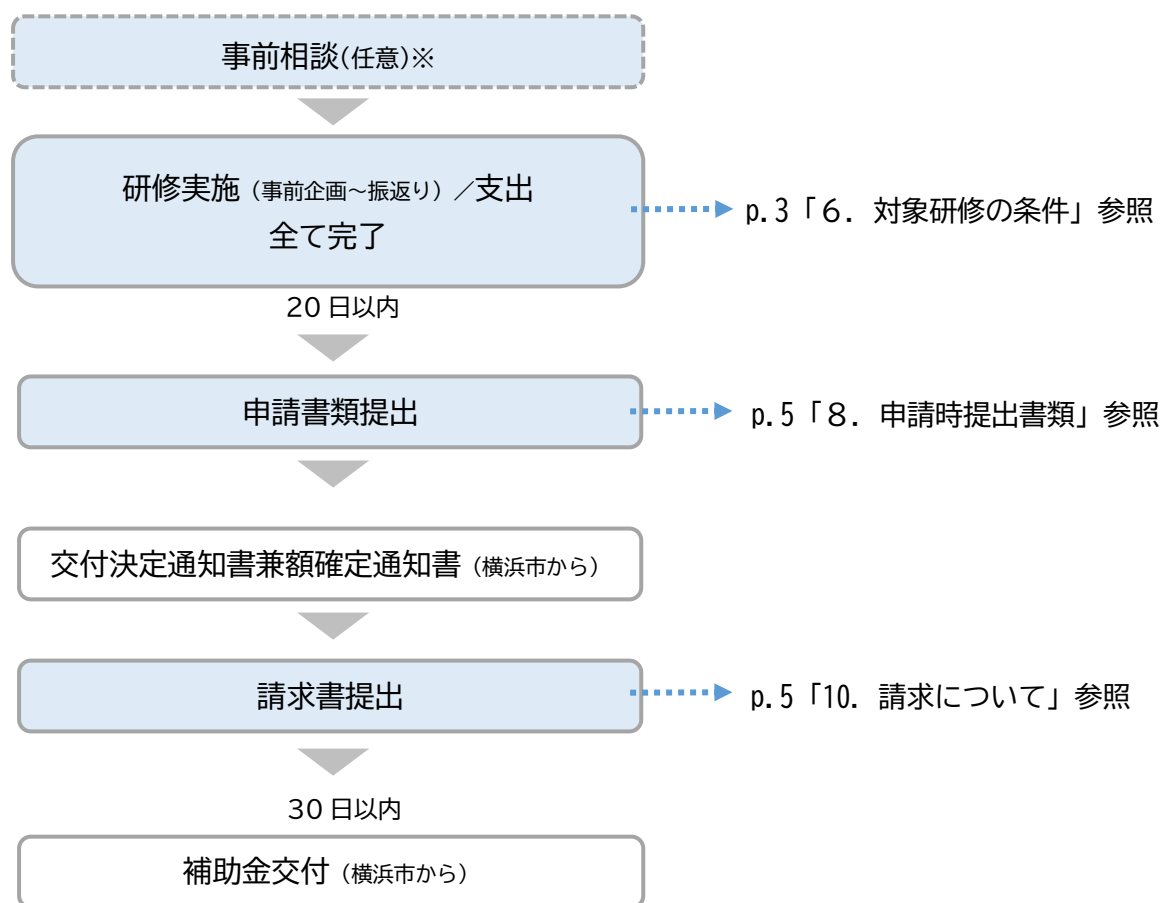 事前相談(任意)※
研修実施（事前企画～振返り）／支出
全て完了
p.3「６．対象研修の条件」参照
20日以内
申請書類提出
p.5「８．申請時提出書類」参照
交付決定通知書兼額確定通知書（横浜市から）
請求書提出
p.5「10．請求について」参照
30日以内
補助金交付（横浜市から）